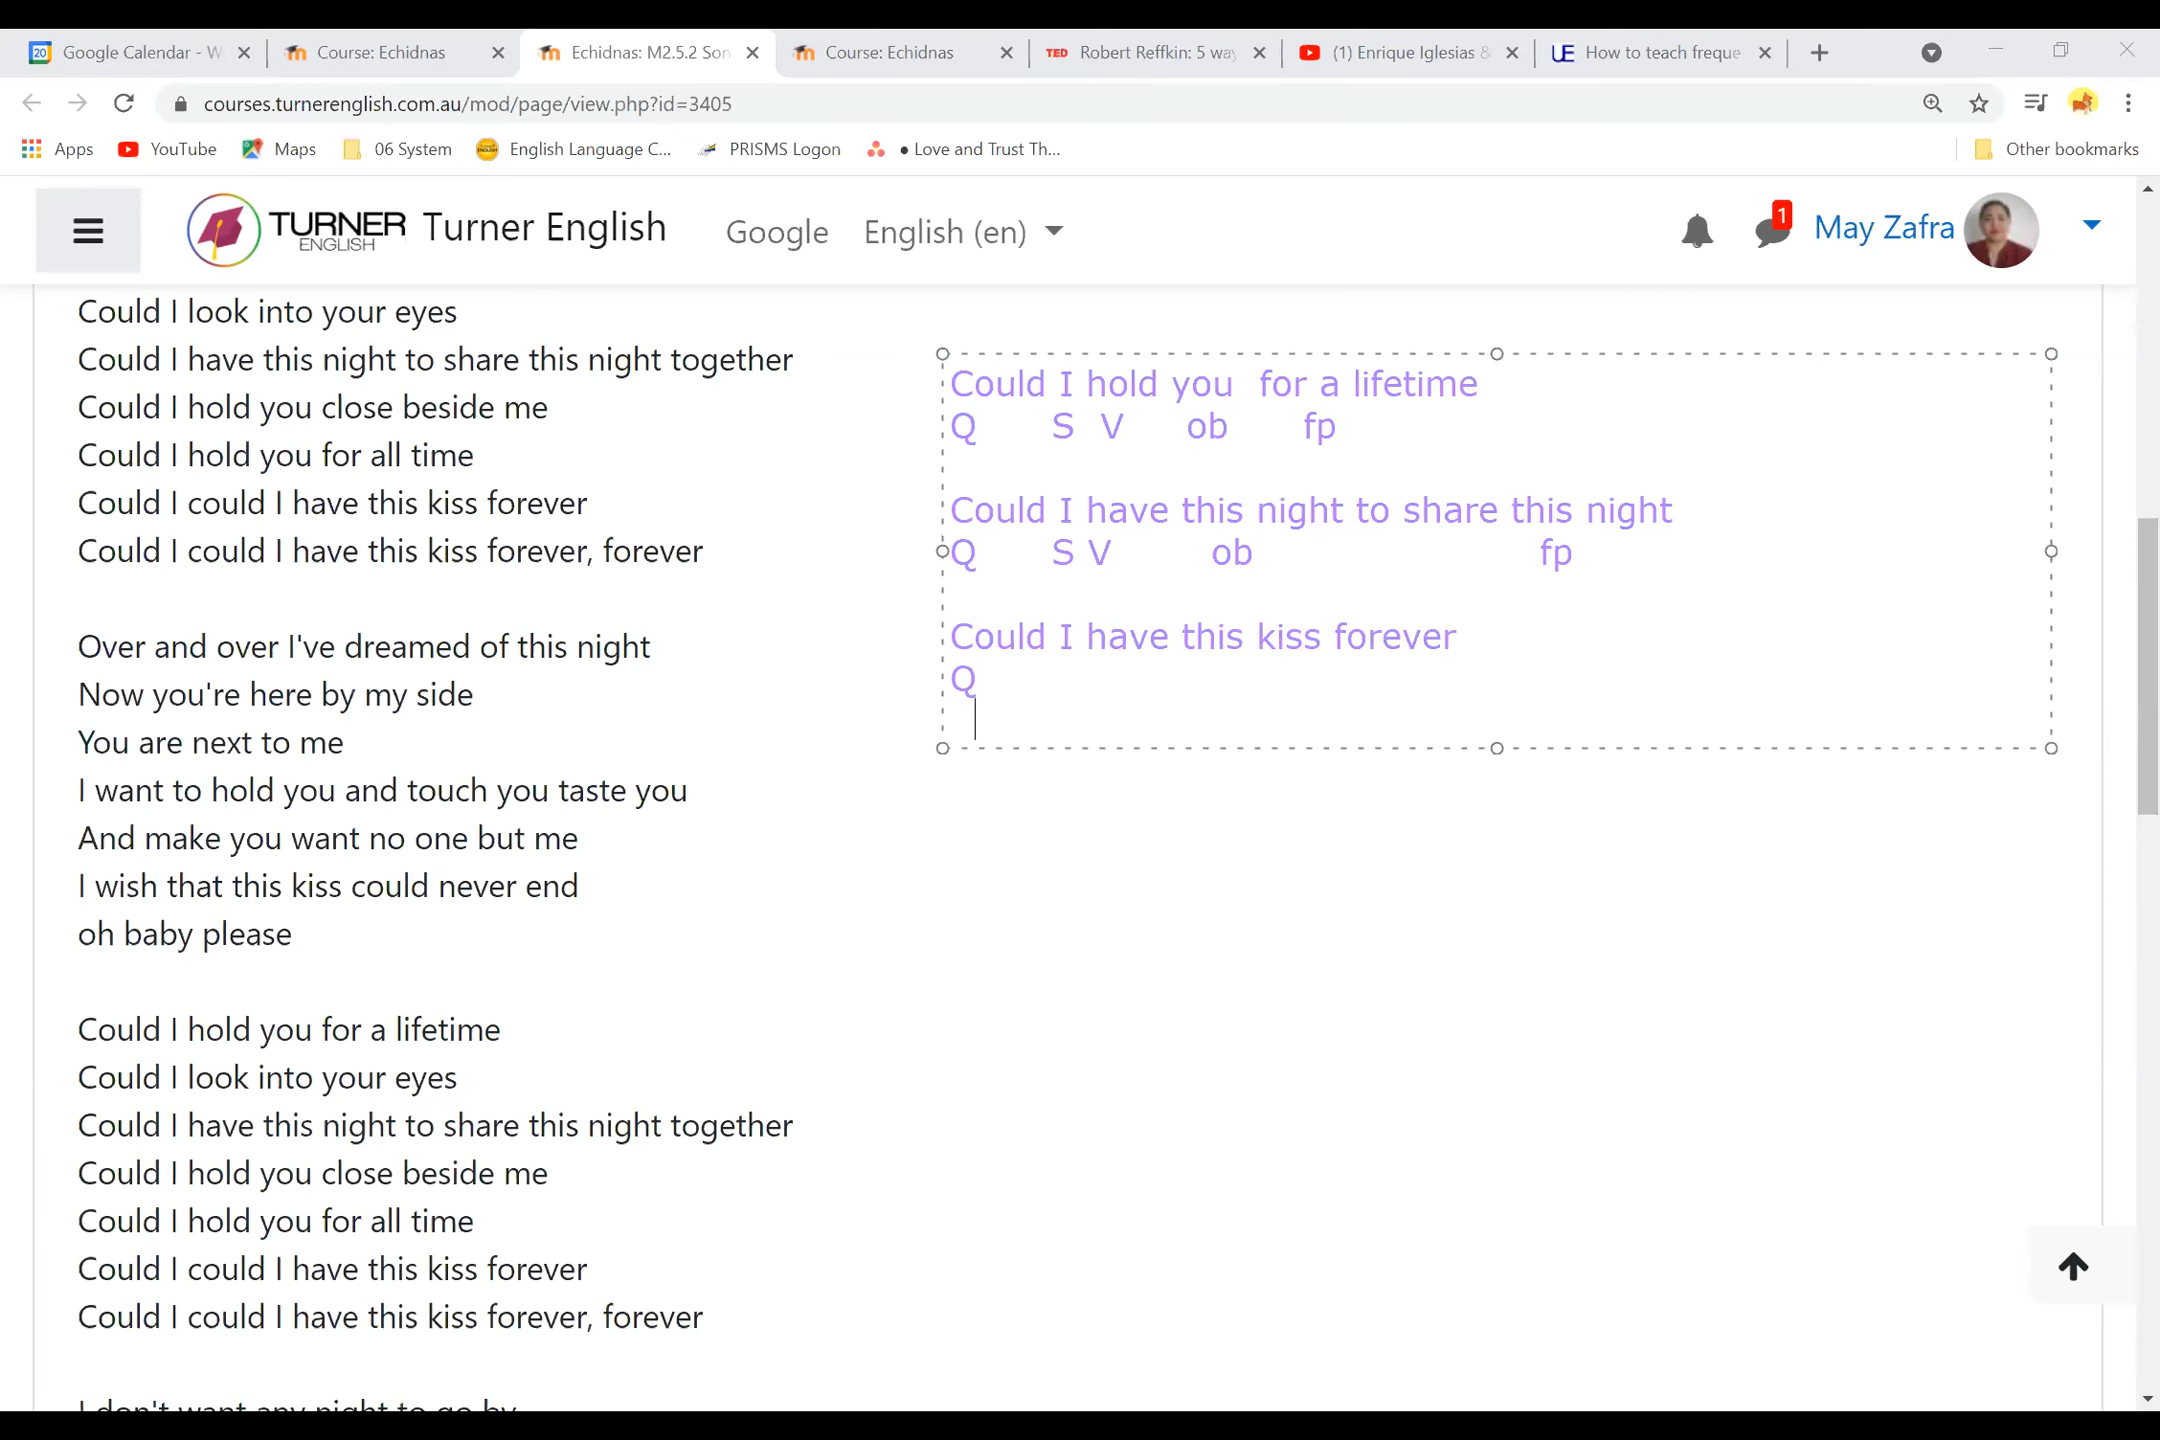 Google Calendar - W
Course: Echidnas
Echidnas: M2.5.2 Son
Course: Echidnas
TED Robert Reffkin: 5 way
(1) Enrique Iglesias &
UE How to teach freque
courses.turnerenglish.com.au/mod/page/view.php?id=3405
Apps
YouTube
Maps
06 System
English Language C...
PRISMS Logon
● Love and Trust Th...
Other bookmarks
TURNER
ENGLISH
Turner English
Google
English (en)
1
May Zafra
Could I look into your eyes
Could I have this night to share this night together
Could I hold you close beside me
Could I hold you for all time
Could I could I have this kiss forever
Could I could I have this kiss forever, forever
Over and over I've dreamed of this night
Now you're here by my side
You are next to me
I want to hold you and touch you taste you
And make you want no one but me
I wish that this kiss could never end
oh baby please
Could I hold you for a lifetime
Could I look into your eyes
Could I have this night to share this night together
Could I hold you close beside me
Could I hold you for all time
Could I could I have this kiss forever
Could I could I have this kiss forever, forever
I don't want any night to go by
Could I hold you for a lifetime
Q S V ob fp
Could I have this night to share this night
Q S V ob fp
Could I have this kiss forever
Q